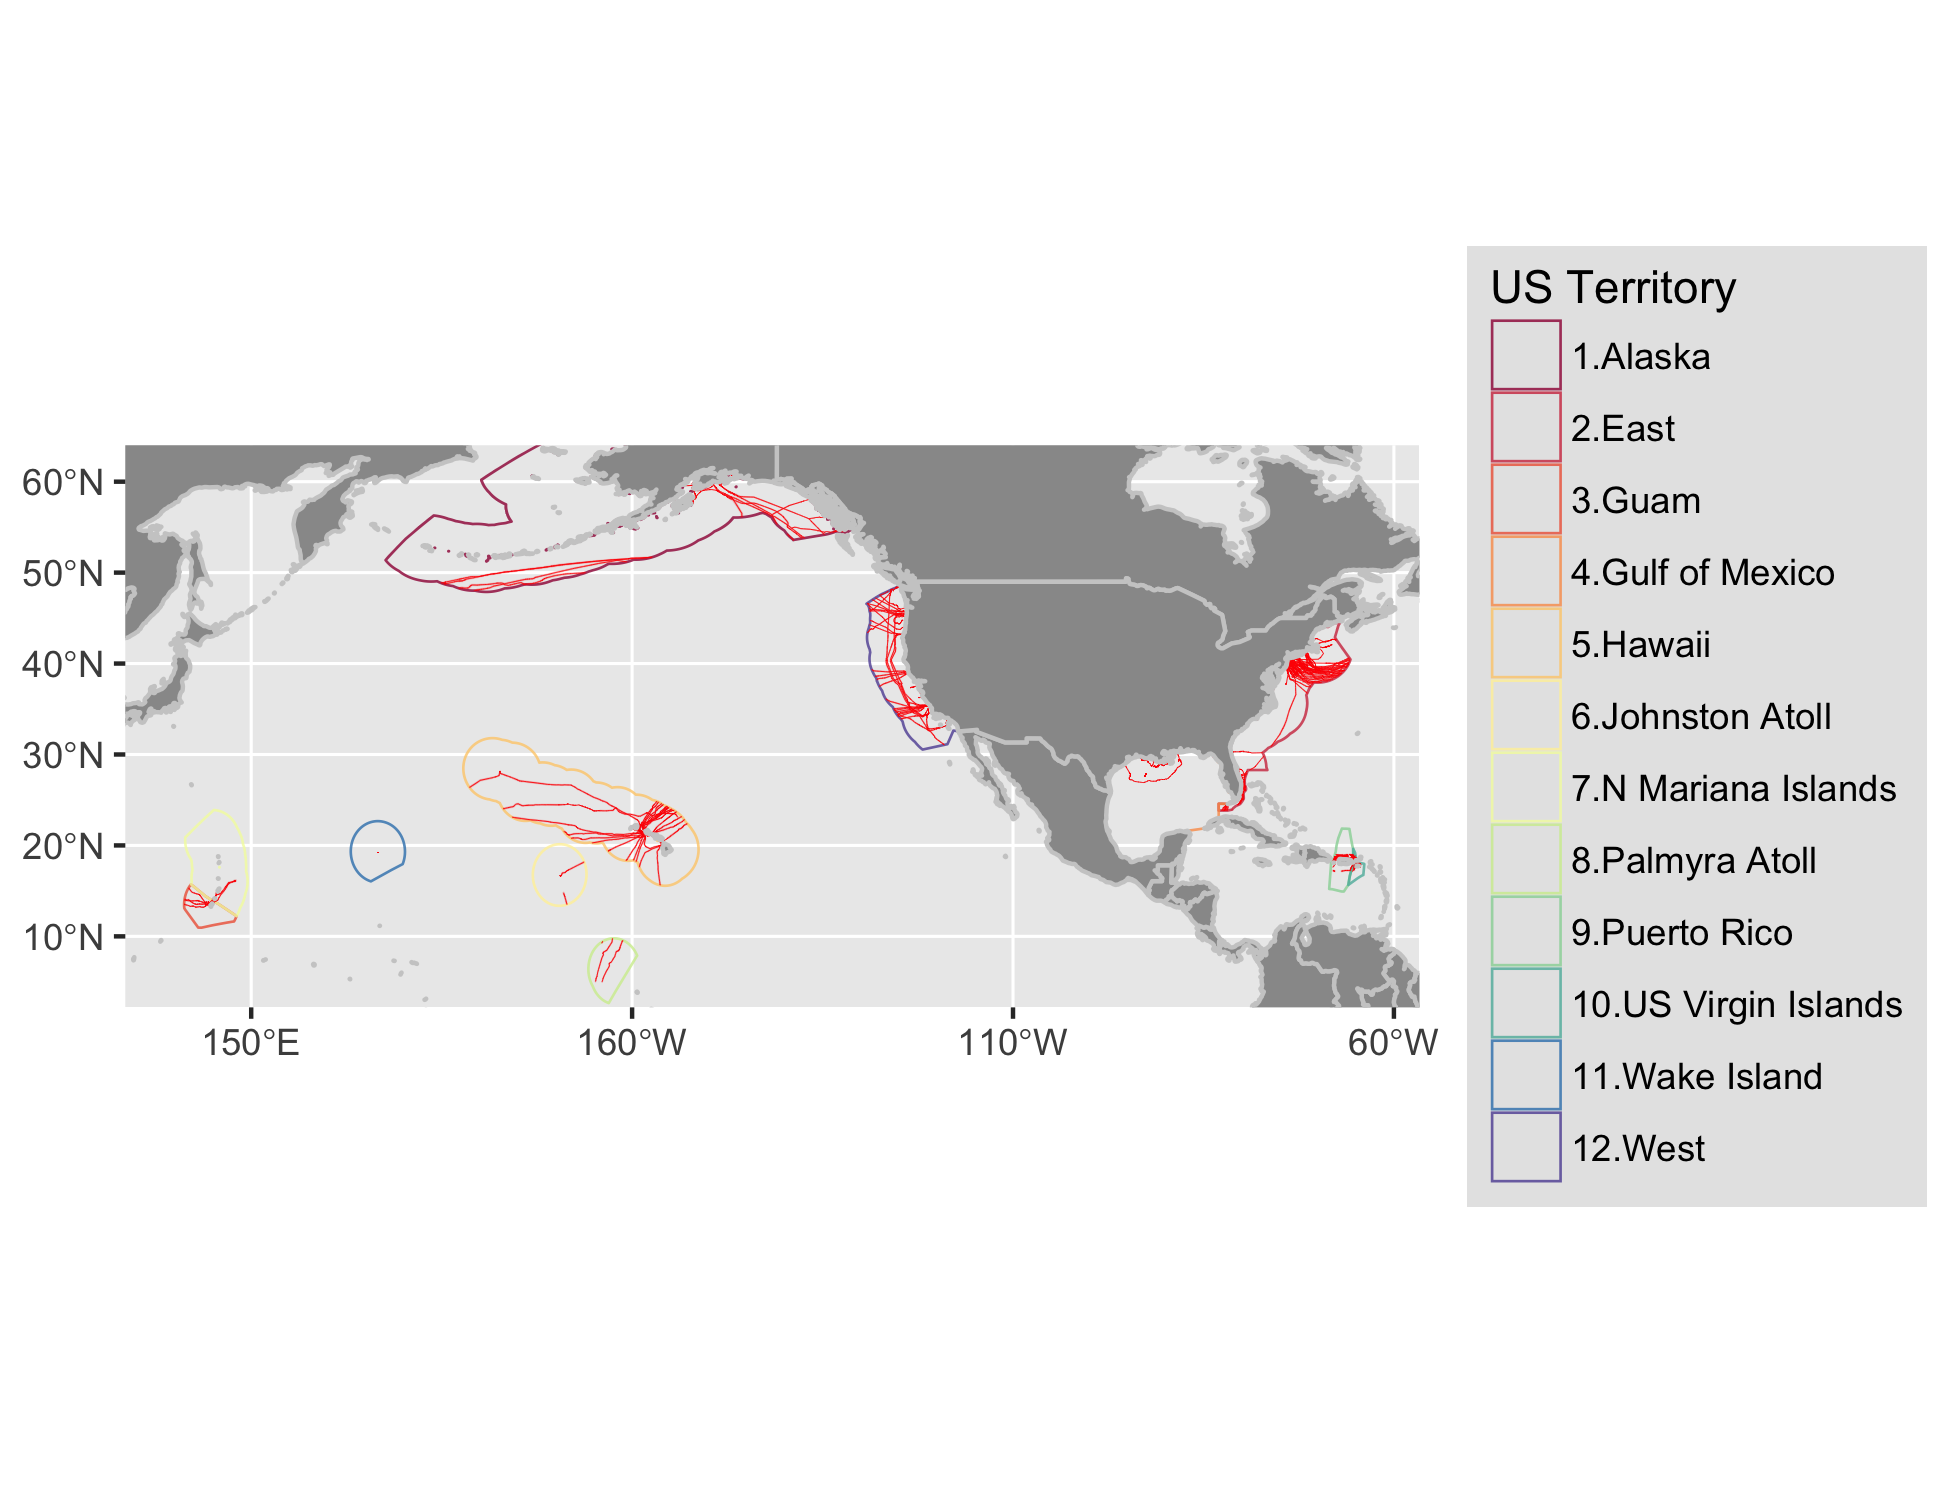 60°N
50°N
40°N
30°N
20°N
10°N
150°E
160°W
110°W
60°W
US Territory
1.Alaska
2.East
3.Guam
4.Gulf of Mexico
5.Hawaii
6.Johnston Atoll
7.N Mariana Islands
8.Palmyra Atoll
9.Puerto Rico
10.US Virgin Islands
11.Wake Island
12.West